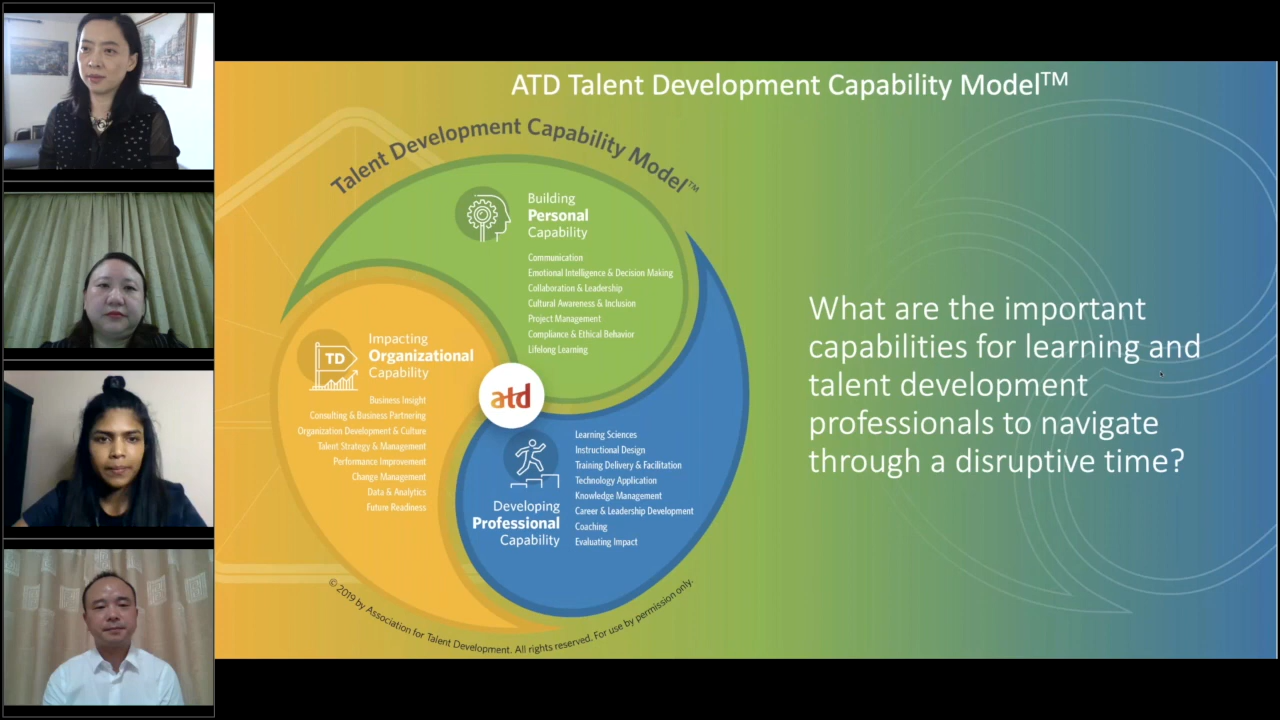 ATD Talent Development Capability Model™
Talent Development Capability Model™
Building
Personal
Capability
Communication
Emotional Intelligence & Decision Making
Collaboration & Leadership
Cultural Awareness & Inclusion
Project Management
Compliance & Ethical Behavior
Lifelong Learning
TD
Impacting
Organizational
Capability
Business Insight
Consulting & Business Partnering
Organization Development & Culture
Talent Strategy & Management
Performance Improvement
Change Management
Data & Analytics
Future Readiness
atd
Developing
Professional
Capability
Learning Sciences
Instructional Design
Training Delivery & Facilitation
Technology Application
Knowledge Management
Career & Leadership Development
Coaching
Evaluating Impact
© 2019 by Association for Talent Development. All rights reserved. For use by permission only.
What are the important
capabilities for learning and
talent development
professionals to navigate
through a disruptive time?